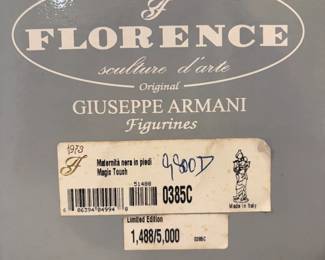 FLORENCE
sculture d'arte
Original
GIUSEPPE ARMANI
Figurines
1973
Maternità nera in piedi
Magic Touch
51488
0385C
Made in Italy
Limited Edition
1,488/5,000
0385C